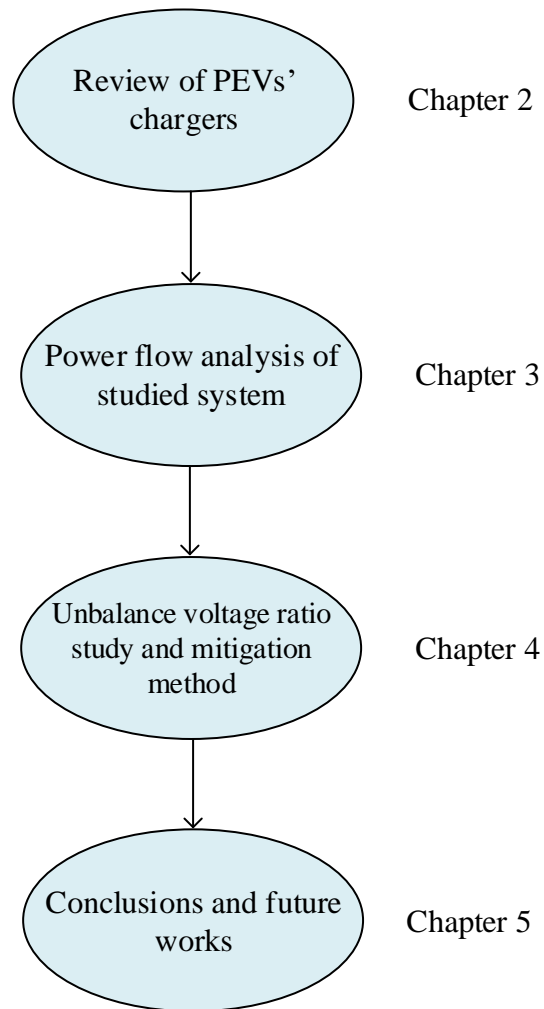 Review of PEVs’
chargers
Chapter 2
Power flow analysis of
studied system
Chapter 3
Unbalance voltage ratio
study and mitigation
method
Chapter 4
Conclusions and future
works
Chapter 5